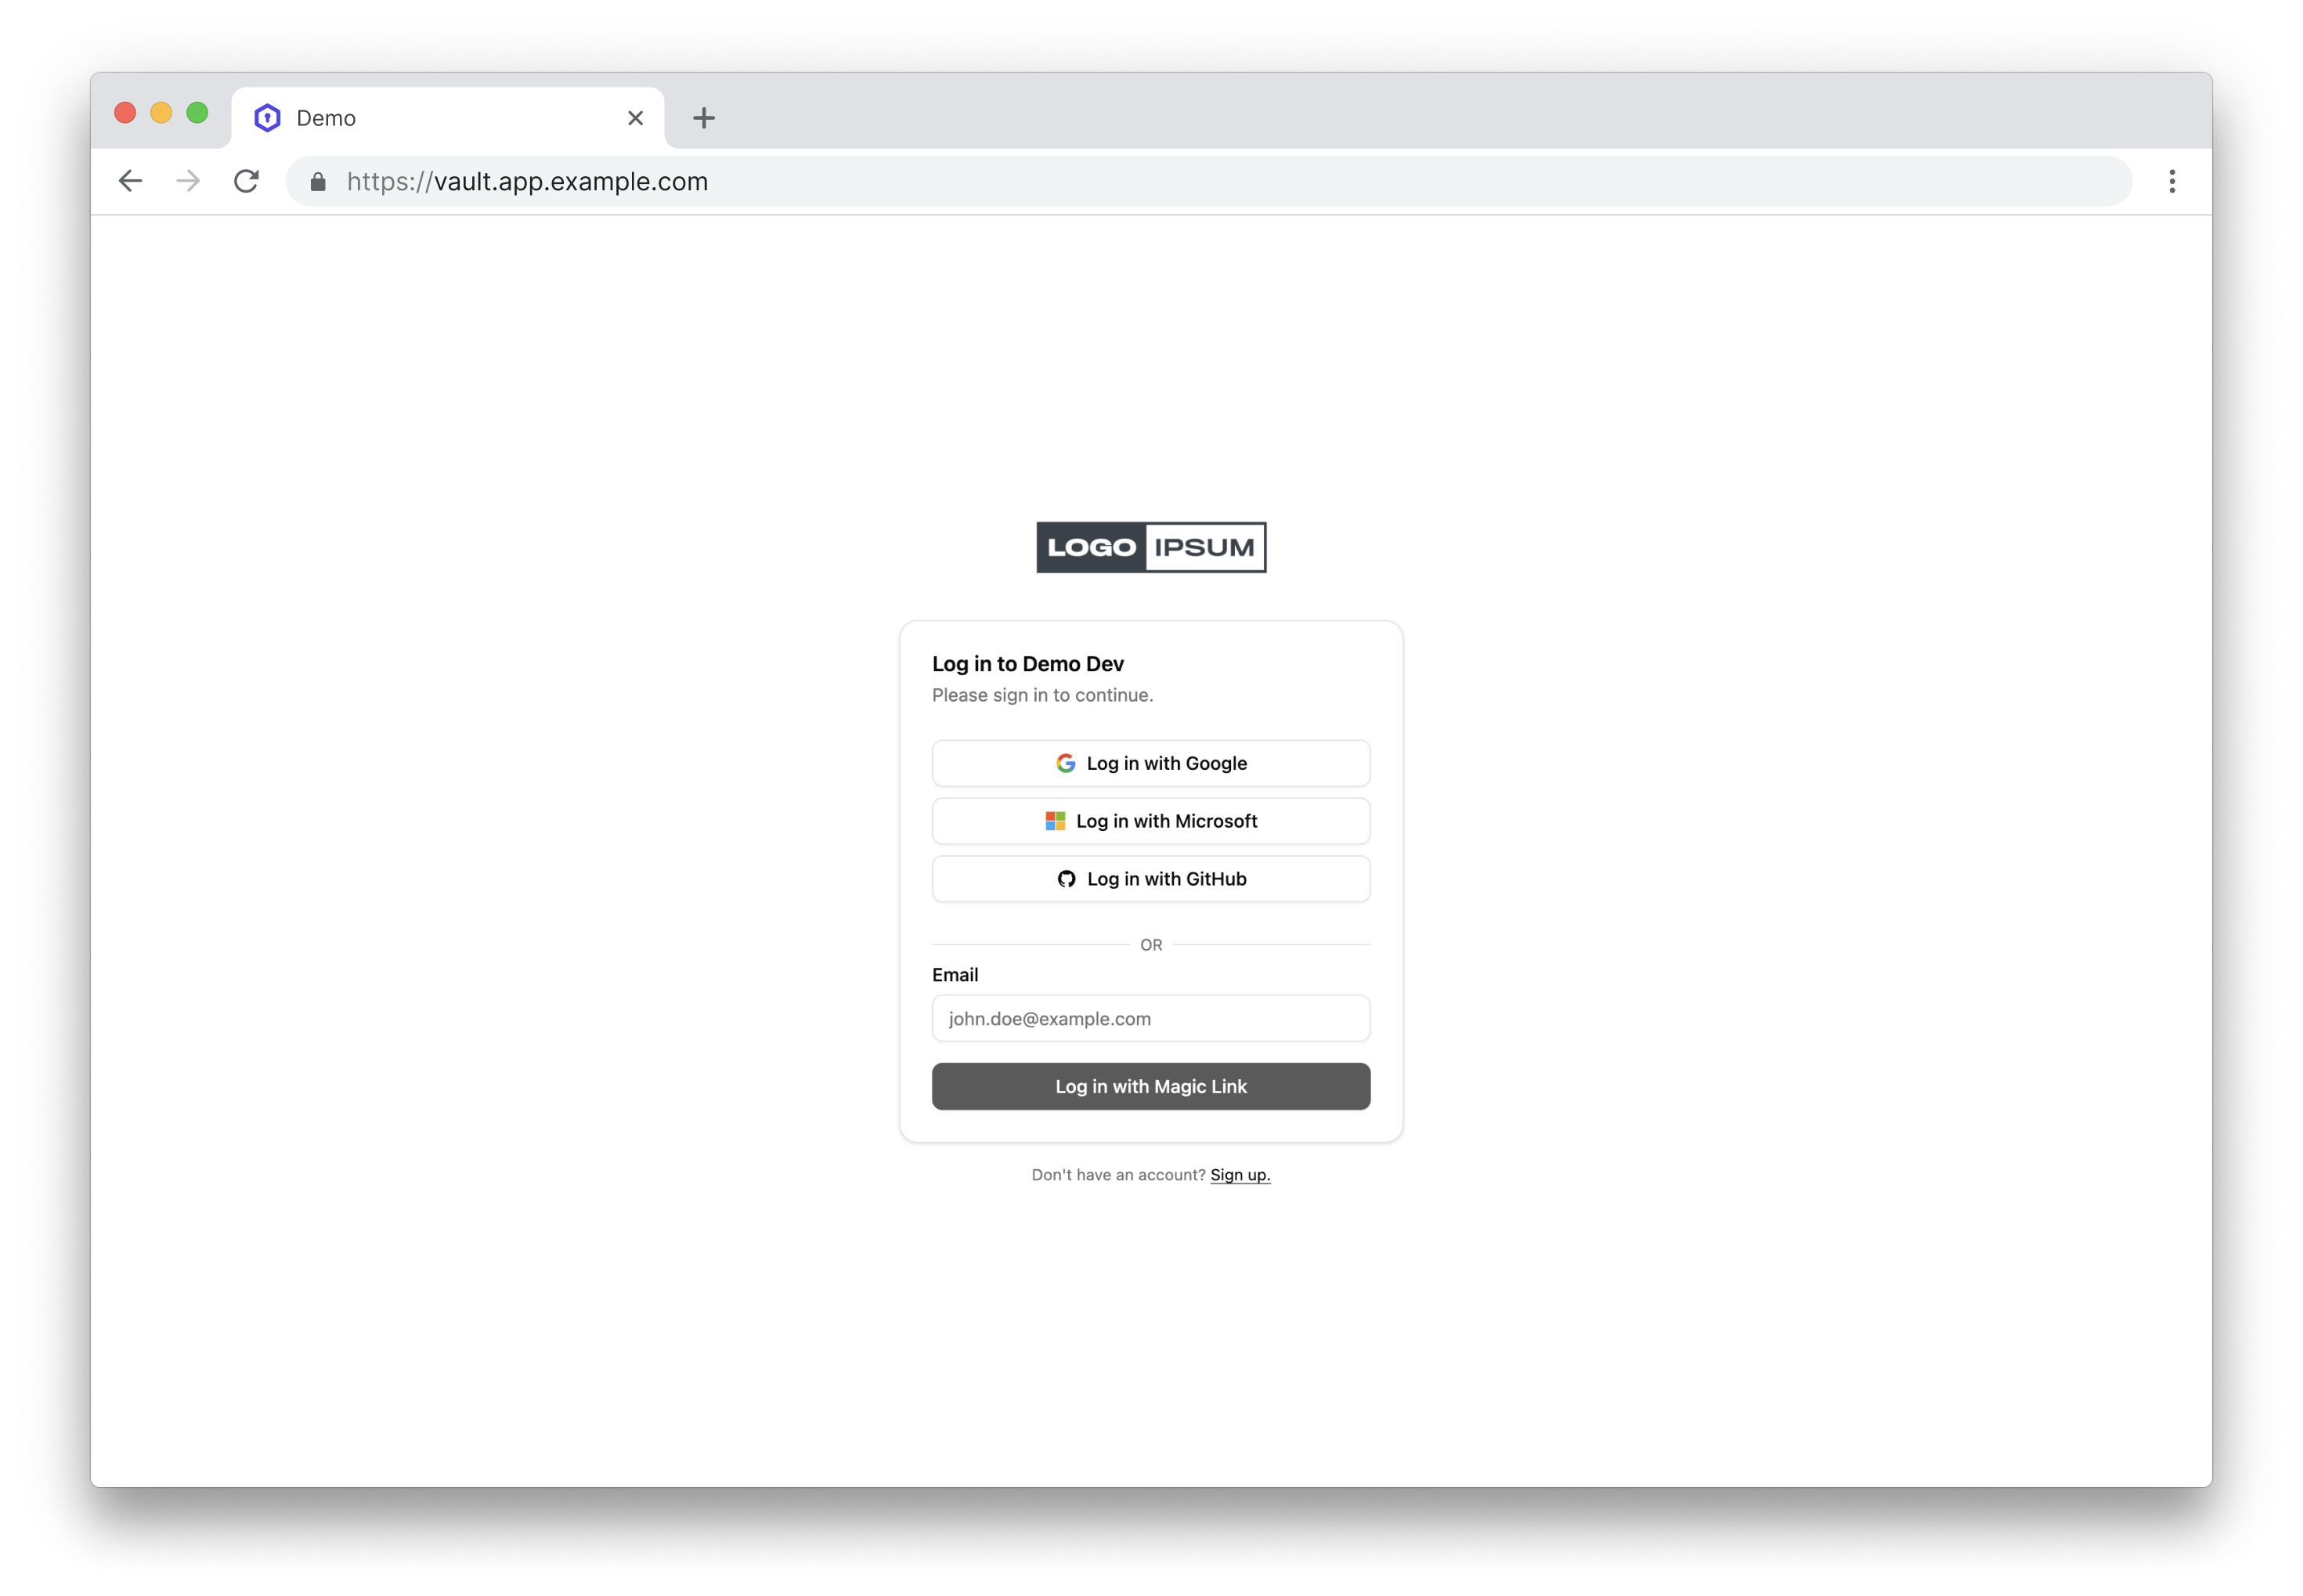 Demo
https://vault.app.example.com
LOGO IPSUM
Log in to Demo Dev
Please sign in to continue.
Log in with Google
Log in with Microsoft
Log in with GitHub
OR
Email
john.doe@example.com
Log in with Magic Link
Don't have an account? Sign up.